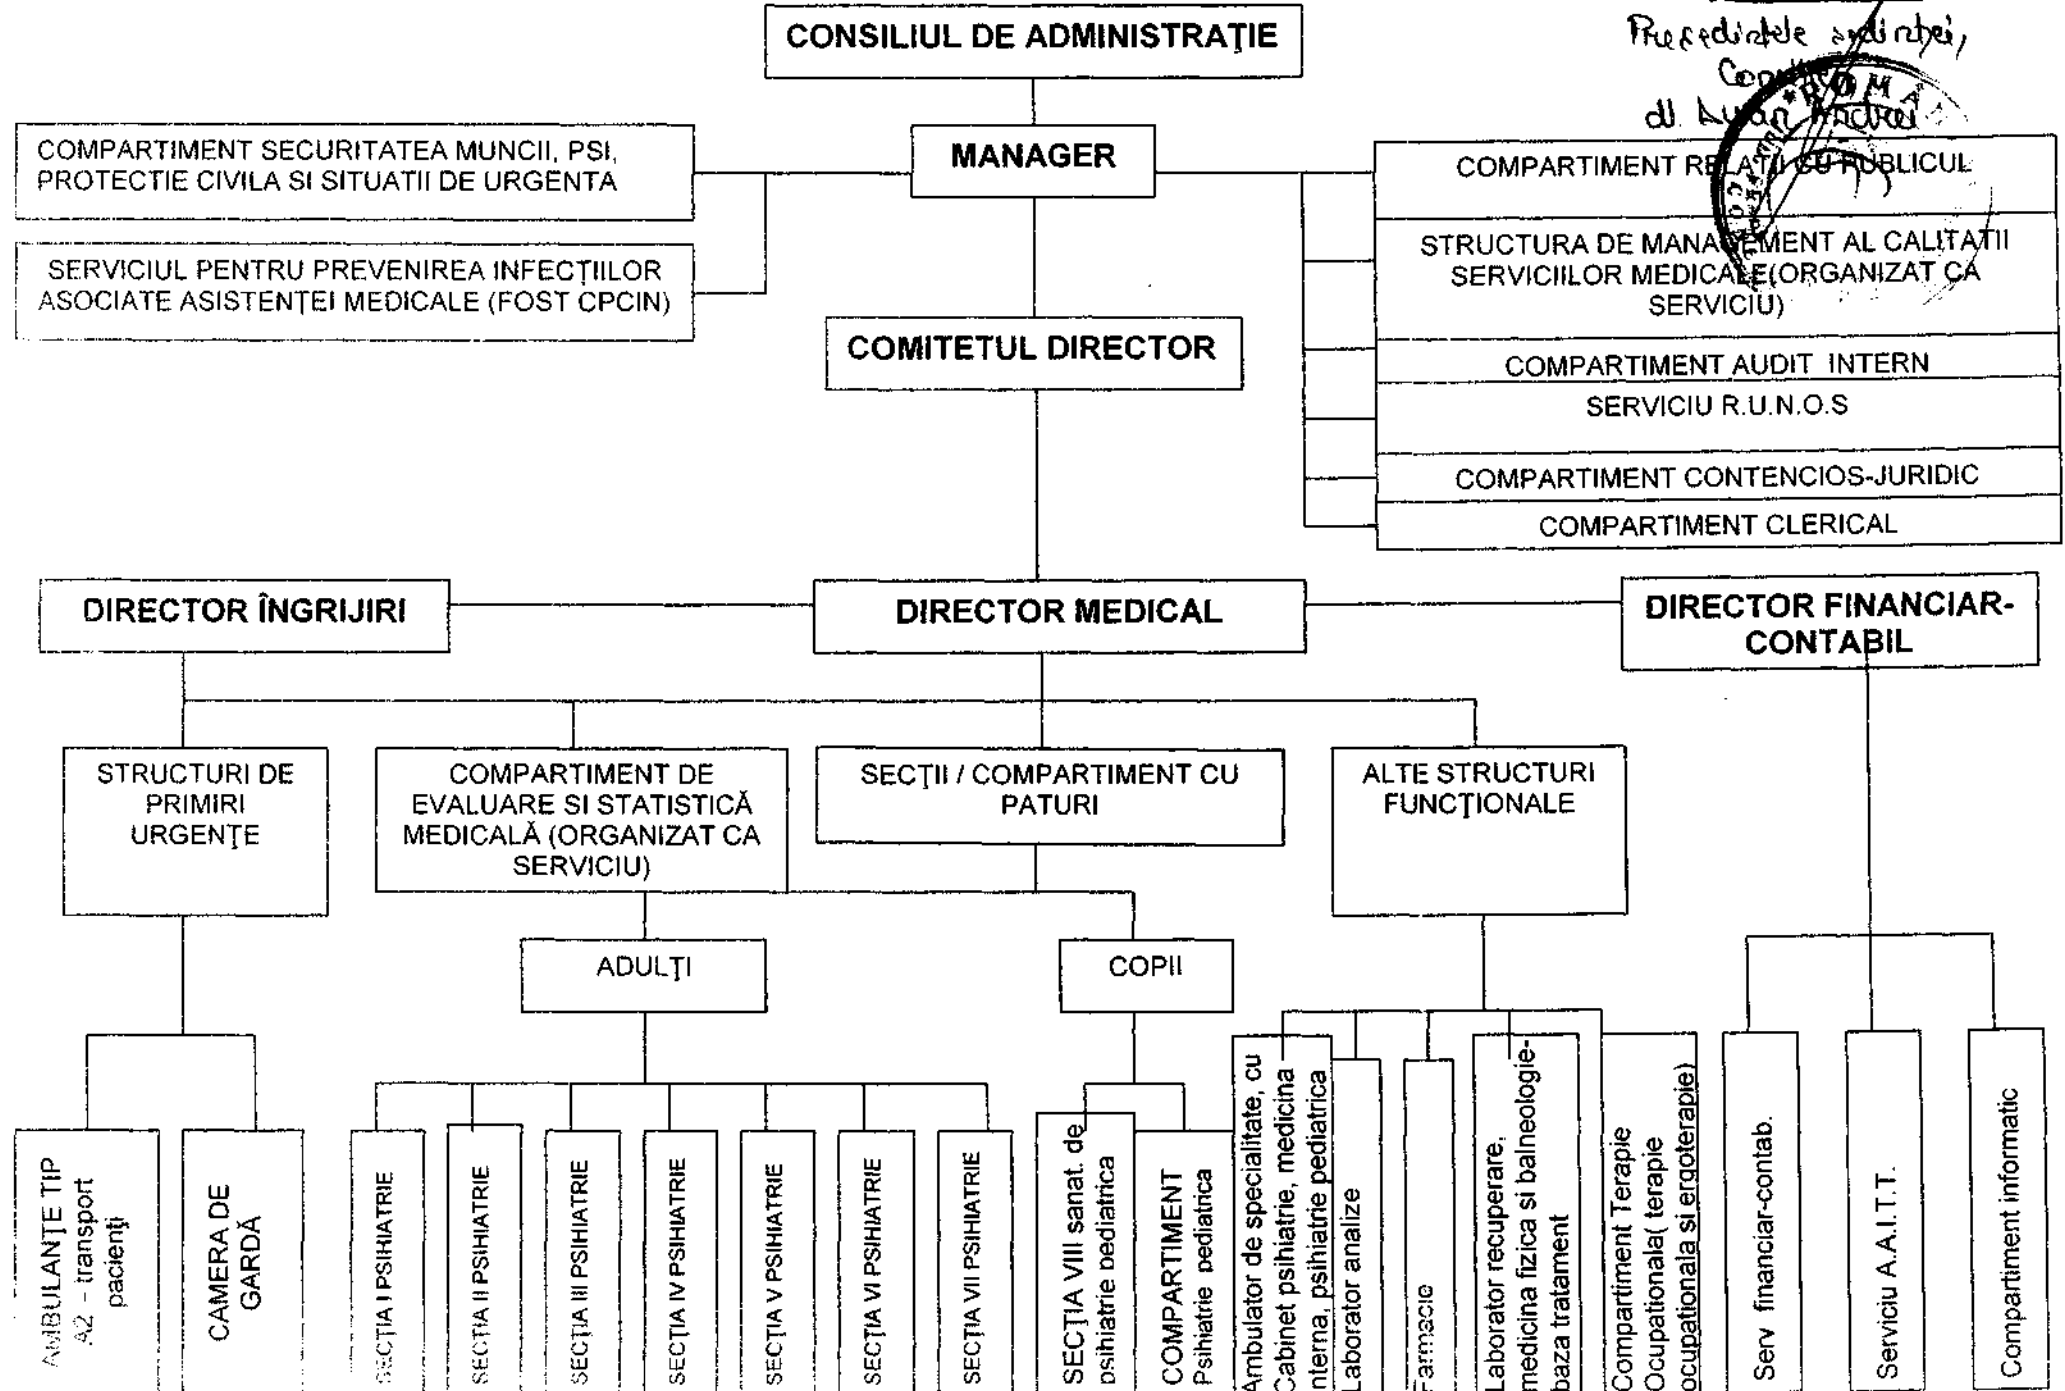 CONSILIUL DE ADMINISTRAŢIE
dl.
ROMÂ
COMPARTIMENT SECURITATEA MUNCII, PSI,
PROTECTIE CIVILA SI SITUATII DE URGENTA
MANAGER
COMPARTIMENT RELATII CU PUBLICUL
SERVICIUL PENTRU PREVENIREA INFECŢIILOR
ASOCIATE ASISTENŢEI MEDICALE (FOST CPCIN)
STRUCTURA DE MANAGEMENT AL CALITATII
SERVICIILOR MEDICALE(ORGANIZAT CA
SERVICIU)
COMITETUL DIRECTOR
COMPARTIMENT AUDIT INTERN
SERVICIU R.U.N.O.S
COMPARTIMENT CONTENCIOS-JURIDIC
COMPARTIMENT CLERICAL
DIRECTOR ÎNGRIJIRI
DIRECTOR MEDICAL
DIRECTOR FINANCIAR-
CONTABIL
STRUCTURI DE
PRIMIRI
URGENŢE
COMPARTIMENT DE
EVALUARE SI STATISTICĂ
MEDICALĂ (ORGANIZAT CA
SERVICIU)
SECŢII / COMPARTIMENT CU
PATURI
ALTE STRUCTURI
FUNCŢIONALE
ADULŢI
COPII
AMBULANŢE TIP
A2 - transport
pacienţi
CAMERA DE
GARDĂ
SECŢIA I PSIHIATRIE
SECŢIA II PSIHIATRIE
SECŢIA III PSIHIATRIE
SECŢIA IV PSIHIATRIE
SECŢIA V PSIHIATRIE
SECŢIA VI PSIHIATRIE
SECŢIA VII PSIHIATRIE
SECŢIA VIII sanat. de
psihiatrie pediatrica
COMPARTIMENT
Psihiatrie pediatrica
Ambulator de specialitate, cu
Cabinet psihiatrie, medicina
interna, psihiatrie pediatrica
Laborator analize
Farmacie
Laborator recuperare,
medicina fizica si balneologie-
baza tratament
Compartiment Terapie
Ocupationala( terapie
ocupationala si ergoterapie)
Serv financiar-contab.
Serviciu A.A.I.T.T.
Compartiment informatic